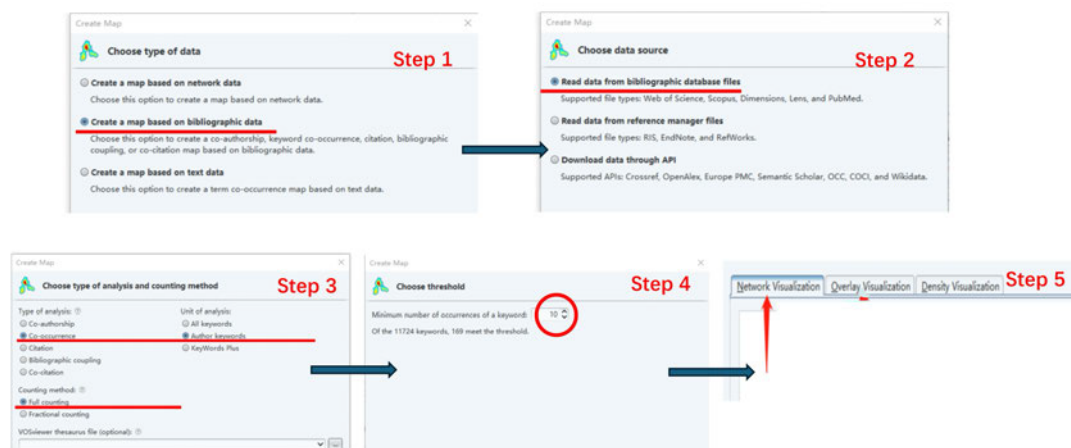 Create Map
Choose type of data
Step 1
Create a map based on network data
Choose this option to create a map based on network data.
Create a map based on bibliographic data
Choose this option to create a co-authorship, keyword co-occurrence, citation, bibliographic
coupling, or co-citation map based on bibliographic data.
Create a map based on text data
Choose this option to create a term co-occurrence map based on text data.
Create Map
Choose data source
Step 2
Read data from bibliographic database files
Supported file types: Web of Science, Scopus, Dimensions, Lens, and PubMed.
Read data from reference manager files
Supported file types: RIS, EndNote, and RefWorks.
Download data through API
Supported APIs: Crossref, OpenAlex, Europe PMC, Semantic Scholar, OCC, COCI, and Wikidata.
Create Map
Choose type of analysis and counting method
Step 3
Type of analysis:
Unit of analysis:
Co-authorship
All keywords
Co-occurrence
Author keywords
Citation
KeyWords Plus
Bibliographic coupling
Co-citation
Counting method:
Full counting
Fractional counting
VOSviewer thesaurus file (optional):
Create Map
Choose threshold
Step 4
Minimum number of occurrences of a keyword: 10
Of the 11724 keywords, 169 meet the threshold.
Network Visualization Overlay Visualization Density Visualization Step 5